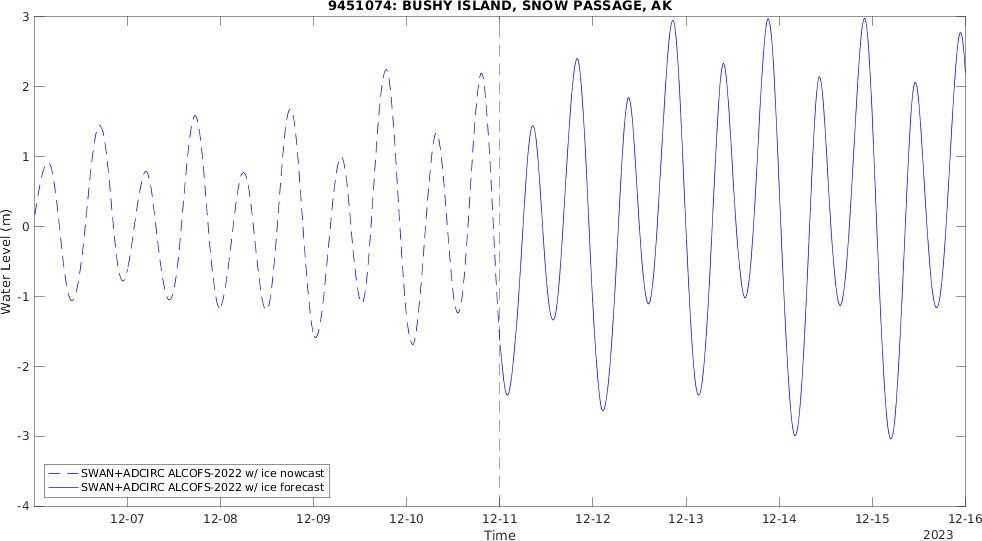 9451074: BUSHY ISLAND, SNOW PASSAGE, AK
3
2
1
0
-1
-2
-3
-4
Water Level (m)
SWAN+ADCIRC ALCOFS-2022 w/ ice nowcast
SWAN+ADCIRC ALCOFS-2022 w/ ice forecast
12-07 12-08 12-09 12-10 12-11 12-12 12-13 12-14 12-15 12-16
Time
2023